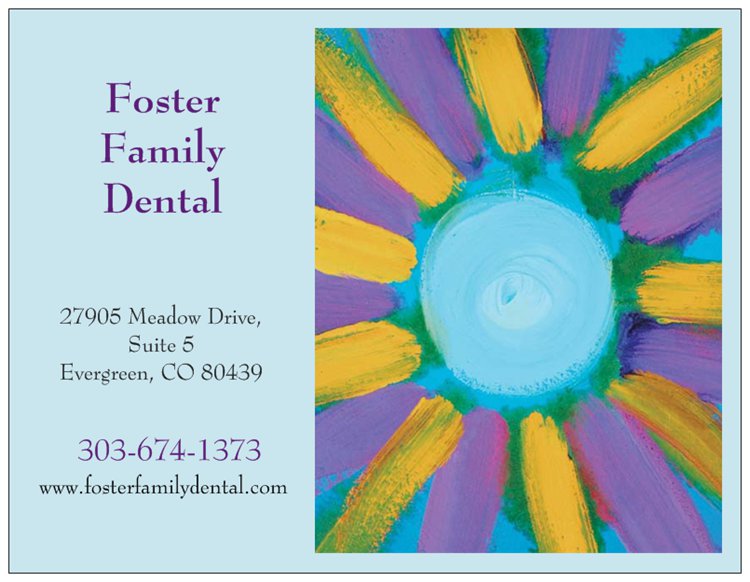 Foster
Family
Dental
27905 Meadow Drive,
Suite 5
Evergreen, CO 80439
303-674-1373
www.fosterfamilydental.com